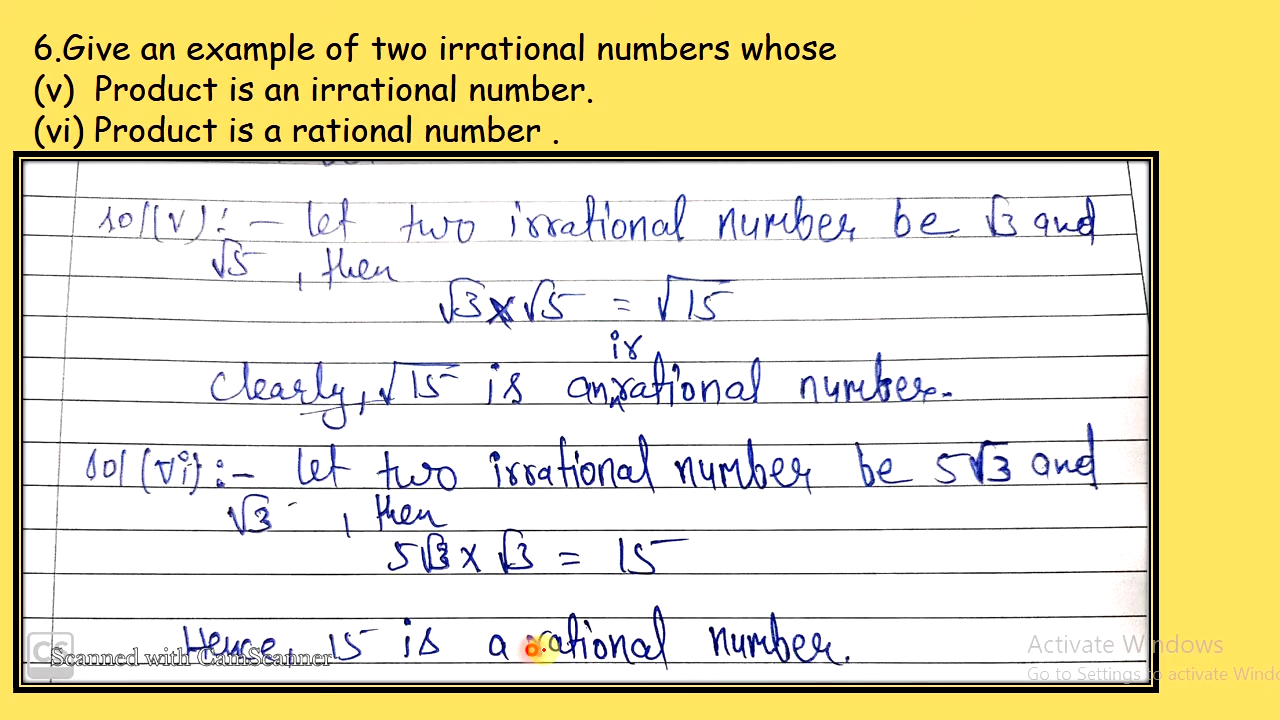 6.Give an example of two irrational numbers whose
(v) Product is an irrational number.
(vi) Product is a rational number .
sol(v):- let two irrational number be √3 and
√5 , then
√3 x √5 = √15
ir
Clearly, √15 is an^rational number.
sol(vi):- let two irrational number be 5√3 and
√3 , then
5√3 x √3 = 15
Hence, 15 is a rational number.
CS
Scanned with CamScanner
Activate Windows
Go to Settings to activate Windo